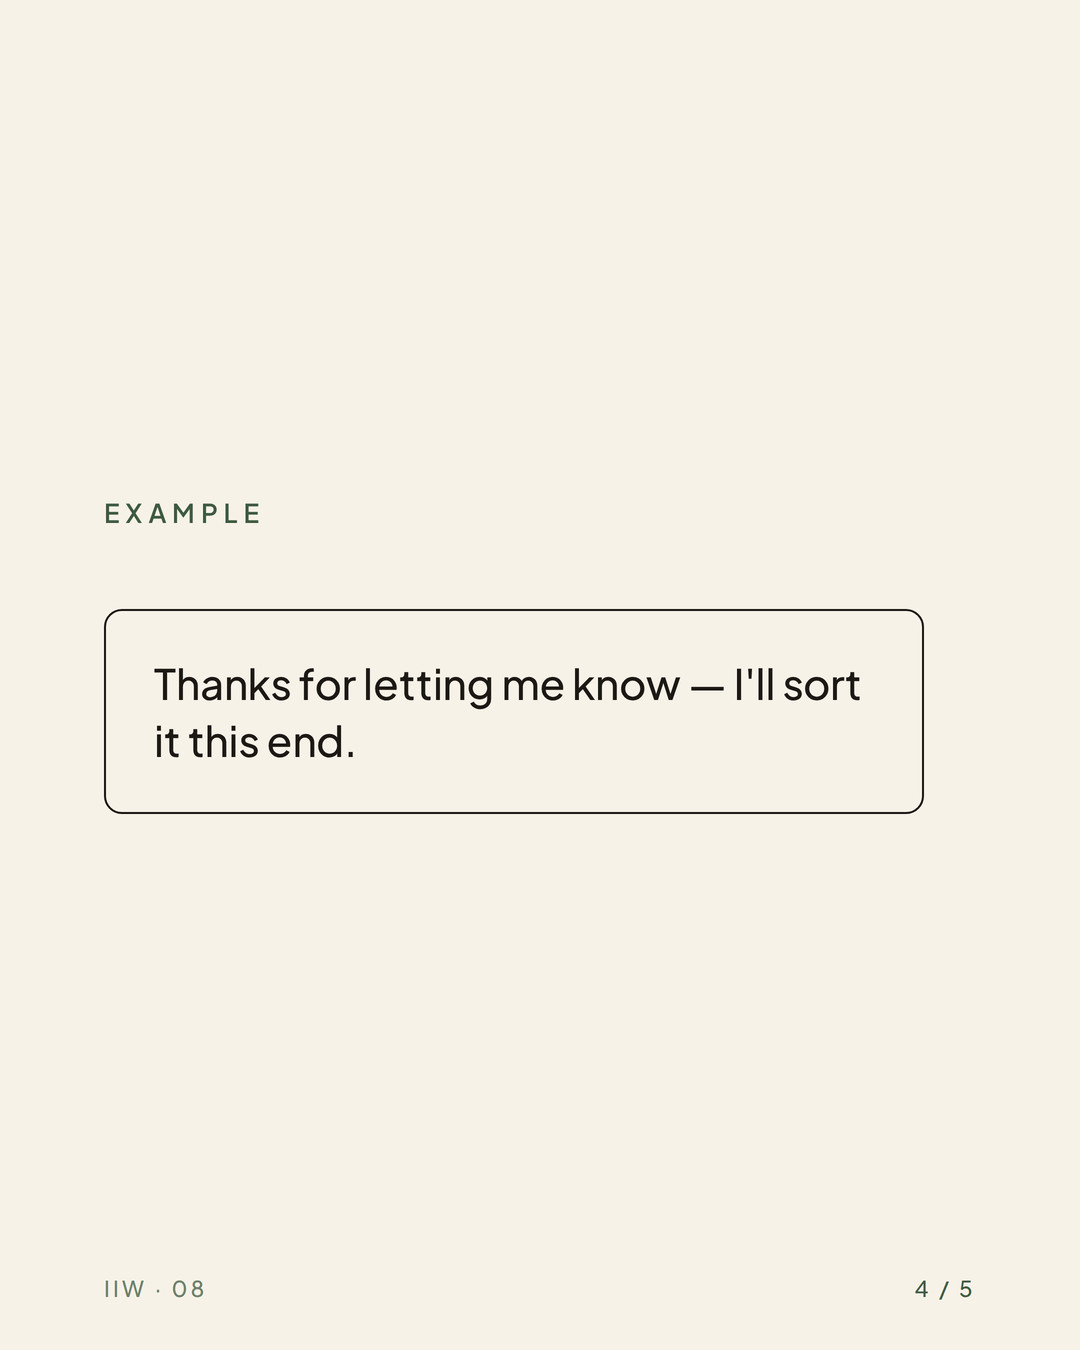 EXAMPLE
Thanks for letting me know — I'll sort
it this end.
IIW · 08
4 / 5